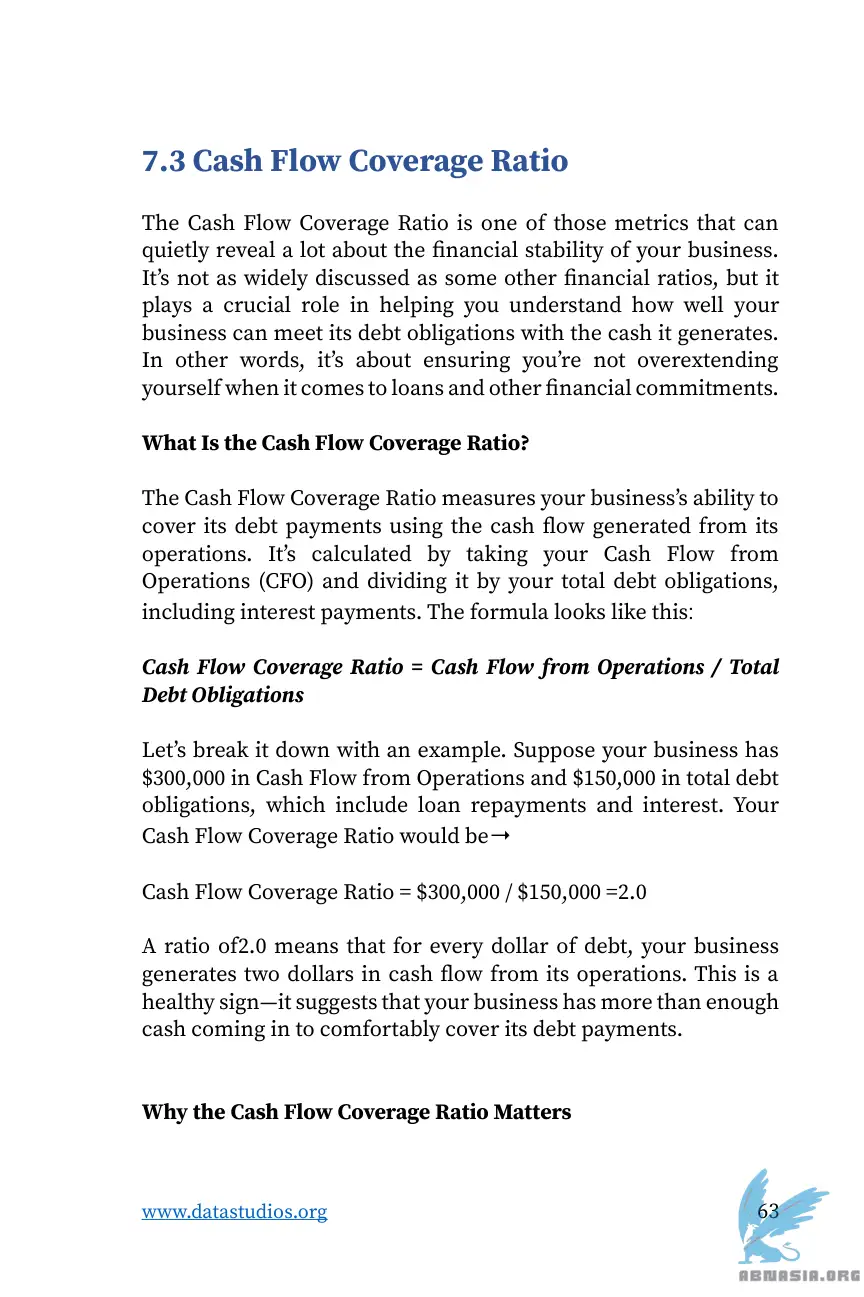 7.3 Cash Flow Coverage Ratio
The Cash Flow Coverage Ratio is one of those metrics that can
quietly reveal a lot about the financial stability of your business.
It’s not as widely discussed as some other financial ratios, but it
plays a crucial role in helping you understand how well your
business can meet its debt obligations with the cash it generates.
In other words, it’s about ensuring you’re not overextending
yourself when it comes to loans and other financial commitments.
What Is the Cash Flow Coverage Ratio?
The Cash Flow Coverage Ratio measures your business’s ability to
cover its debt payments using the cash flow generated from its
operations. It’s calculated by taking your Cash Flow from
Operations (CFO) and dividing it by your total debt obligations,
including interest payments. The formula looks like this:
Cash Flow Coverage Ratio = Cash Flow from Operations / Total
Debt Obligations
Let’s break it down with an example. Suppose your business has
$300,000 in Cash Flow from Operations and $150,000 in total debt
obligations, which include loan repayments and interest. Your
Cash Flow Coverage Ratio would be→
Cash Flow Coverage Ratio = $300,000 / $150,000 =2.0
A ratio of2.0 means that for every dollar of debt, your business
generates two dollars in cash flow from its operations. This is a
healthy sign—it suggests that your business has more than enough
cash coming in to comfortably cover its debt payments.
Why the Cash Flow Coverage Ratio Matters
www.datastudios.org
63
ABNASIA.ORG